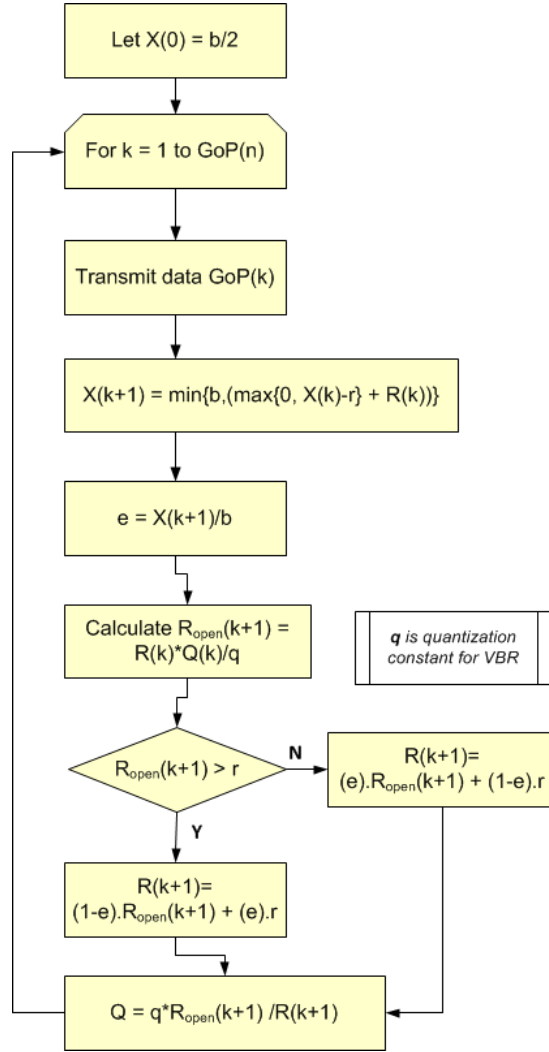 Let X(0) = b/2
For k = 1 to GoP(n)
Transmit data GoP(k)
X(k+1) = min{b,(max{0, X(k)-r} + R(k))}
e = X(k+1)/b
Calculate Ropen(k+1) =
R(k)*Q(k)/q
q is quantization
constant for VBR
Ropen(k+1) > r
N
R(k+1)=
(e).Ropen(k+1) + (1-e).r
Y
R(k+1)=
(1-e).Ropen(k+1) + (e).r
Q = q*Ropen(k+1) /R(k+1)